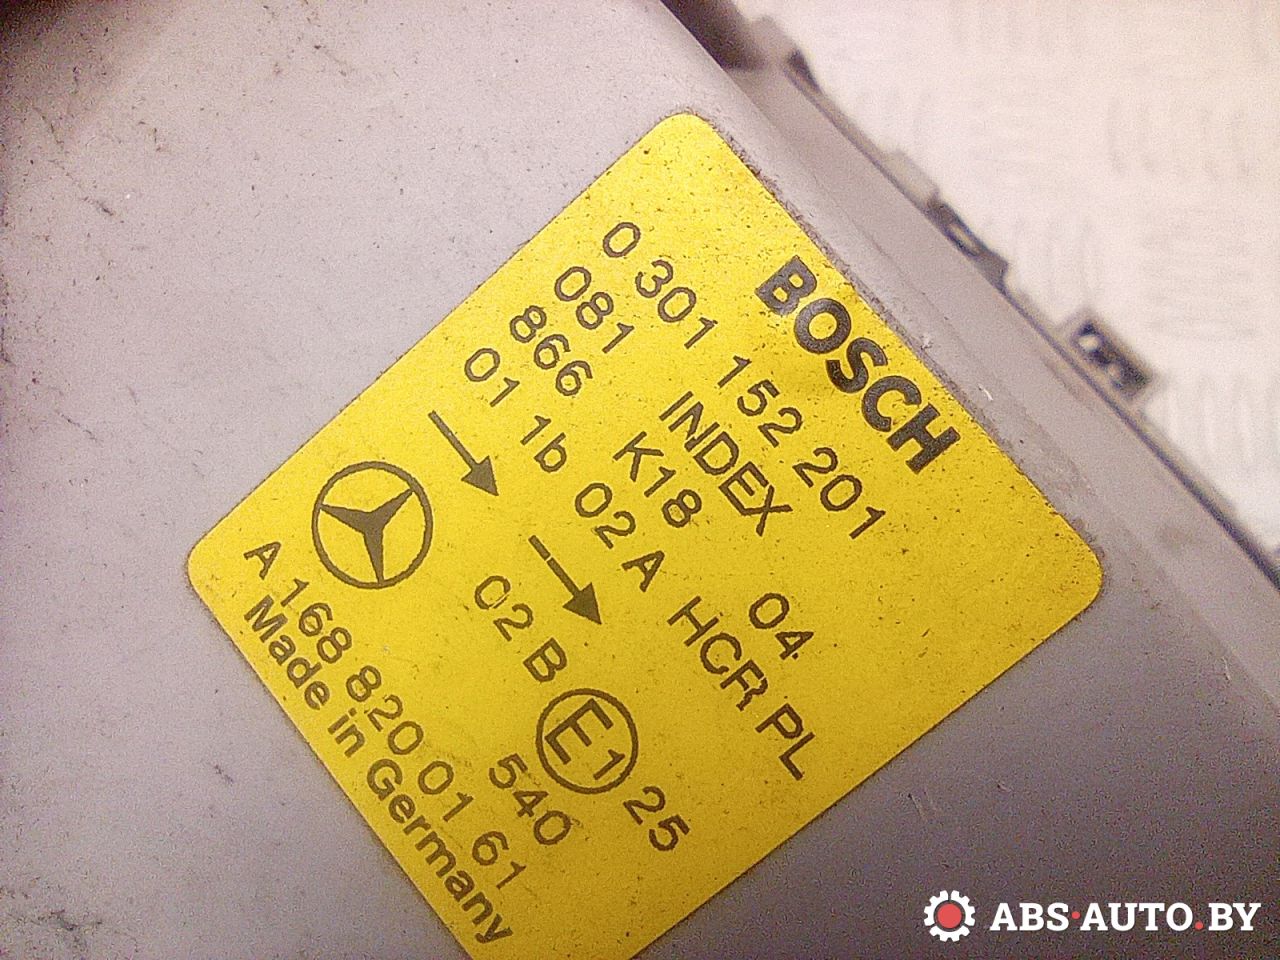 BOSCH
0 301 152 201
081 INDEX 04
866 K18
01 1b 02 A HCR PL
02 B E1 25
540
A 168 820 01 61
Made in Germany
ABS·AUTO.BY